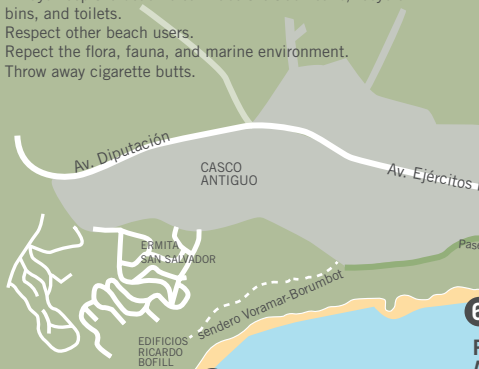 bins, and toilets.
Respect other beach users.
Repect the flora, fauna, and marine environment.
Throw away cigarette butts.
Av. Diputación
CASCO
ANTIGUO
Av. Ejércitos
ERMITA
SAN SALVADOR
sendero Voramar-Borumbot
EDIFICIOS
RICARDO
BOFILL
6